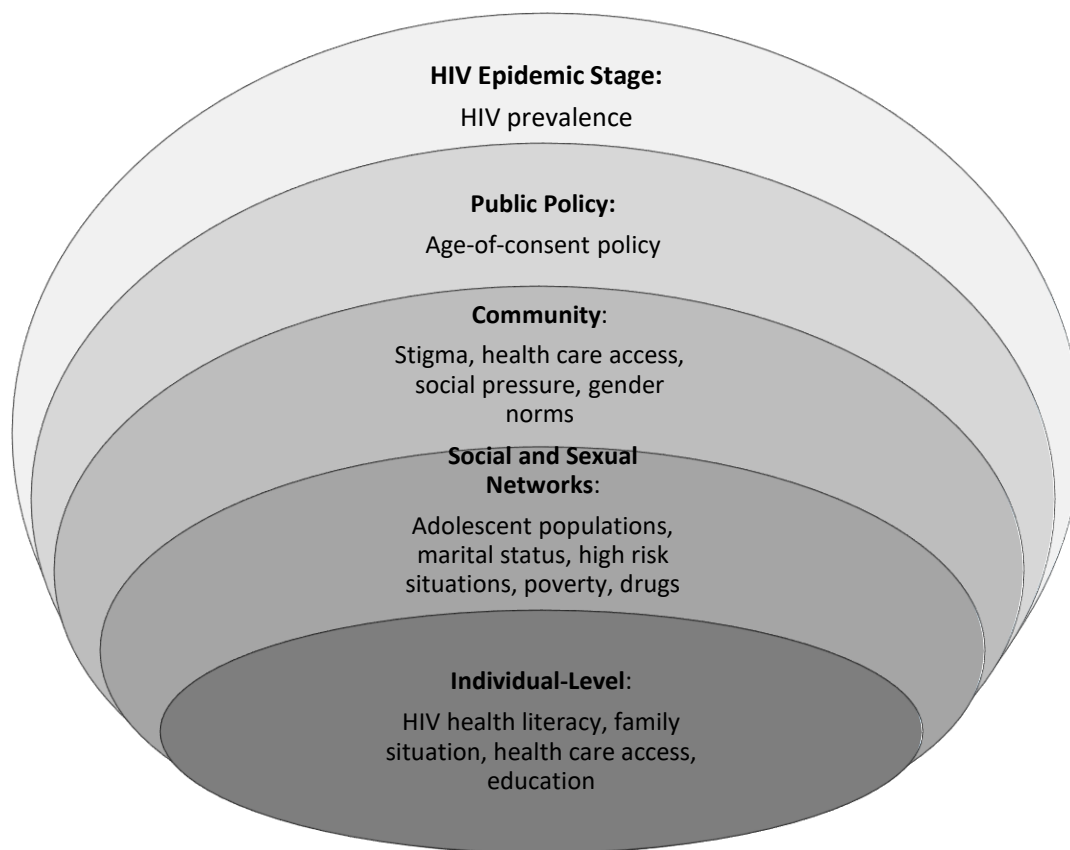 HIV Epidemic Stage:
HIV prevalence
Public Policy:
Age-of-consent policy
Community:
Stigma, health care access,
social pressure, gender
norms
Social and Sexual
Networks:
Adolescent populations,
marital status, high risk
situations, poverty, drugs
Individual-Level:
HIV health literacy, family
situation, health care access,
education